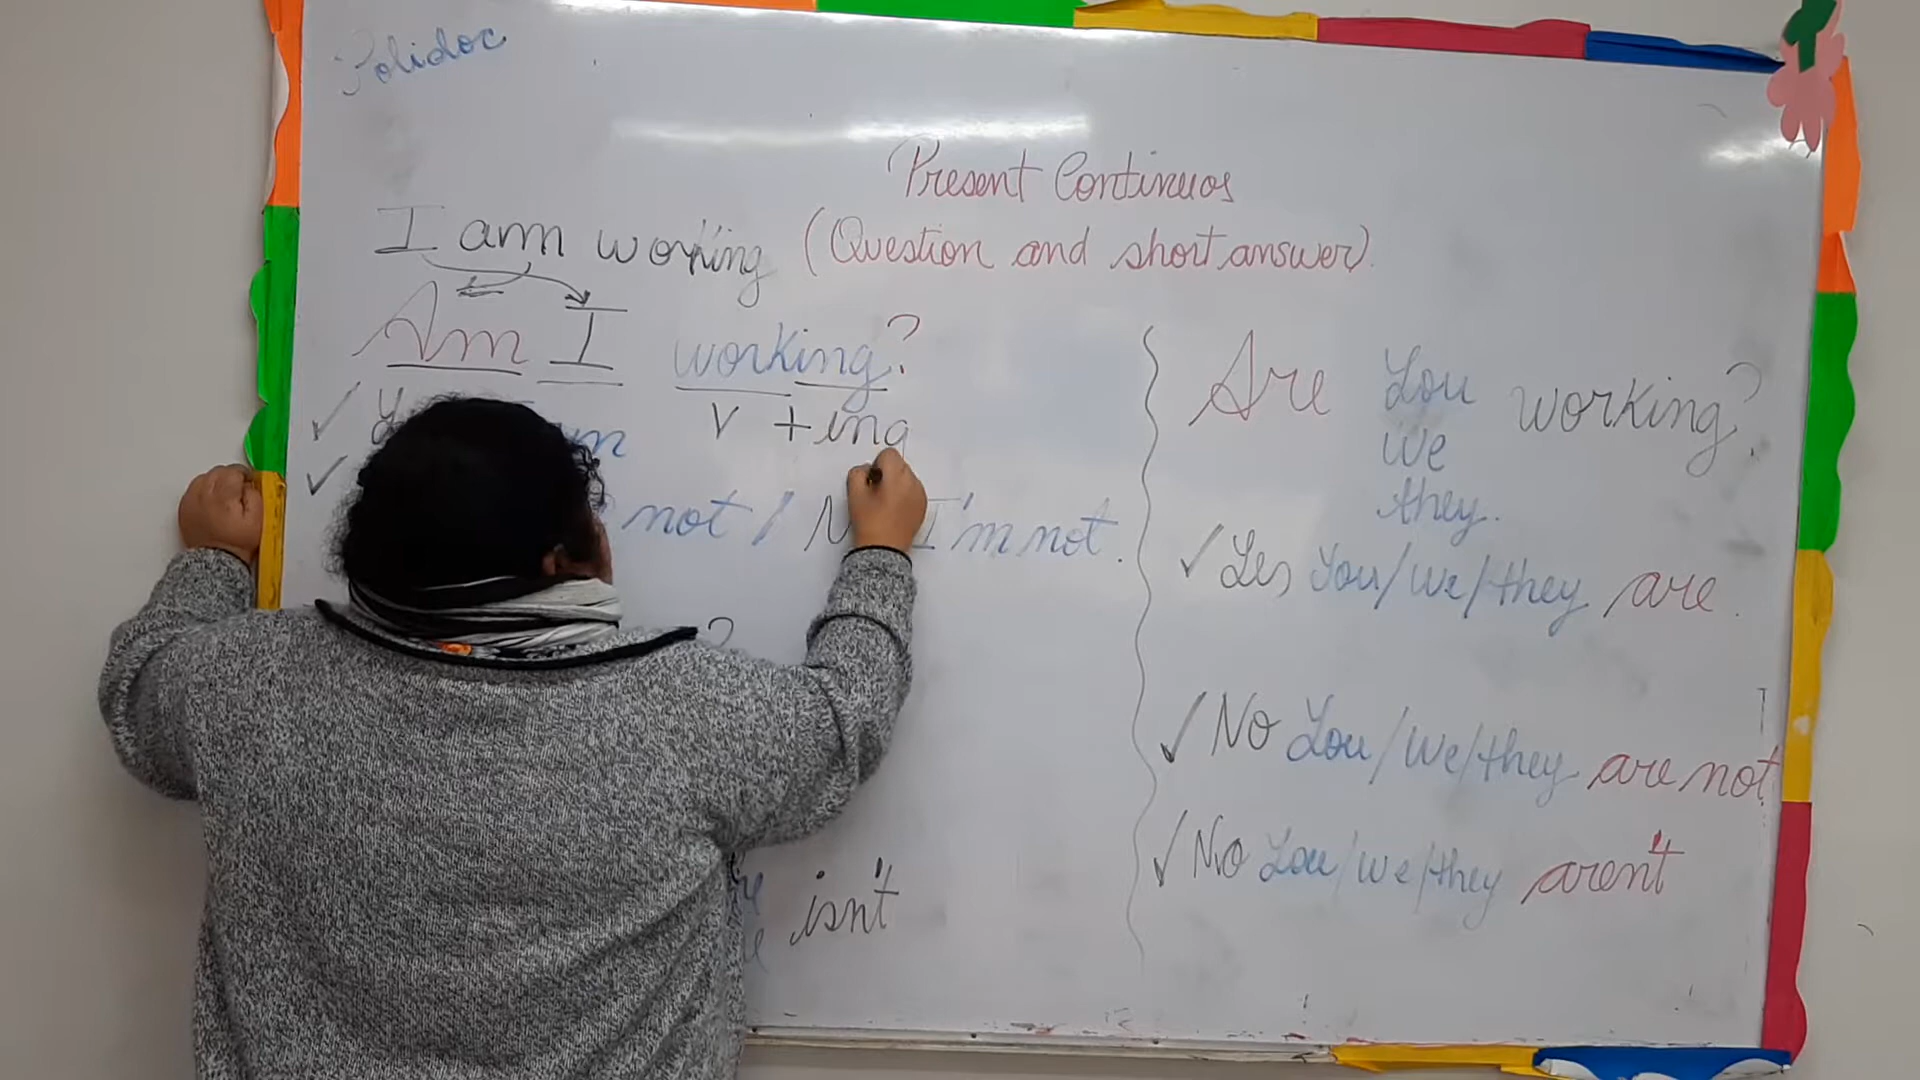 Polidoc
Present Continuos
I am working (Question and short answer).
Am I working?
V + ing
not / I'm not.
?
isn't
Are You working?
we
they.
✓ Yes, You/we/they are.
✓ No You/we/they are not
✓ No You/we/they aren't